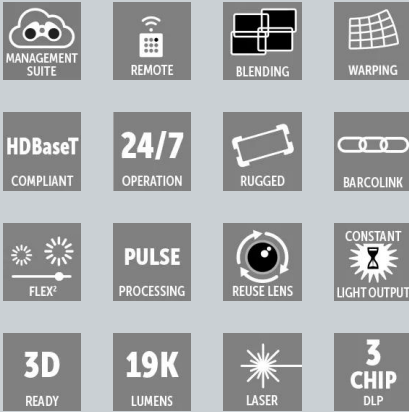 MANAGEMENT
SUITE
REMOTE
BLENDING
WARPING
HDBaseT
COMPLIANT
24/7
OPERATION
RUGGED
BARCOLINK
FLEX²
PULSE
PROCESSING
REUSE LENS
CONSTANT
LIGHT OUTPUT
3D
READY
19K
LUMENS
LASER
3
CHIP
DLP